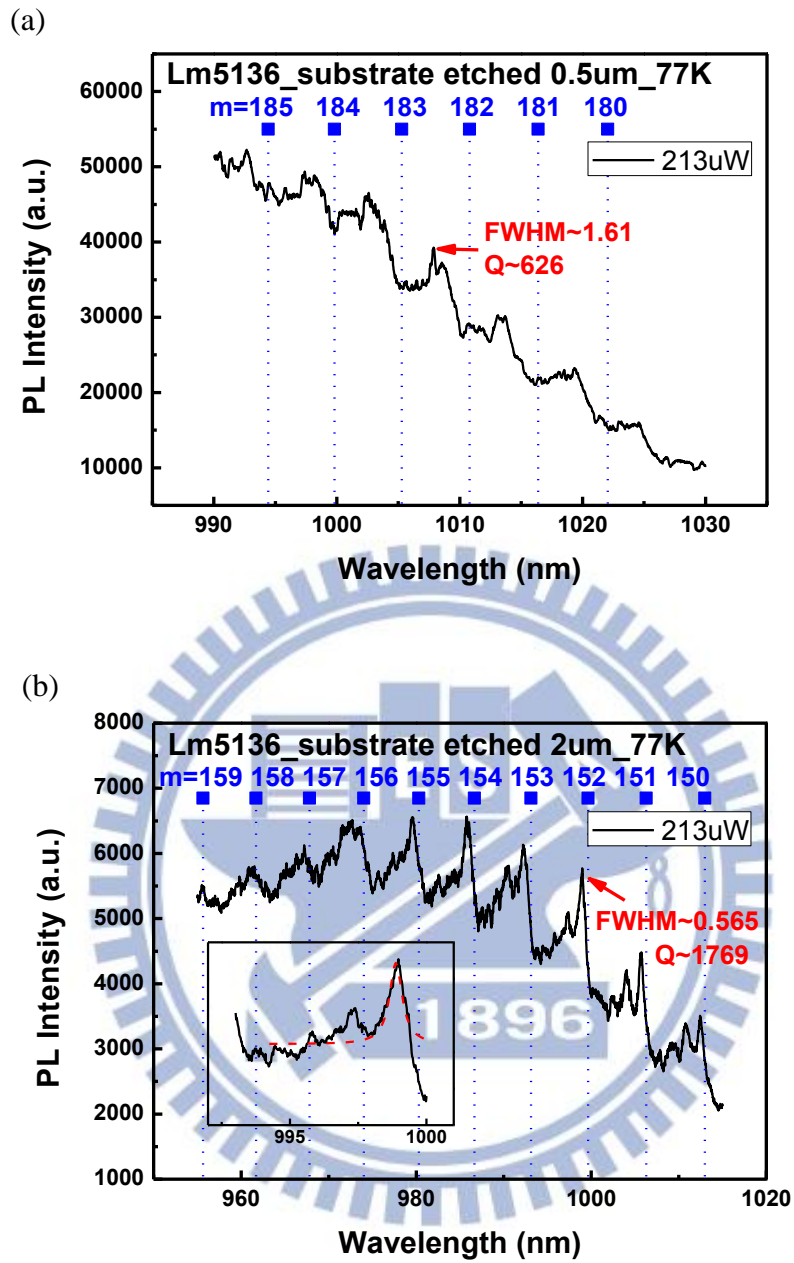 (a)
Lm5136_substrate etched 0.5um_77K
m=185 184 183 182 181 180
213uW
FWHM~1.61
Q~626
60000
50000
40000
30000
20000
10000
PL Intensity (a.u.)
990 1000 1010 1020 1030
Wavelength (nm)
(b)
Lm5136_substrate etched 2um_77K
m=159 158 157 156 155 154 153 152 151 150
213uW
FWHM~0.565
Q~1769
8000
7000
6000
5000
4000
3000
2000
1000
PL Intensity (a.u.)
995 1000
960 980 1000 1020
Wavelength (nm)
ES
1896